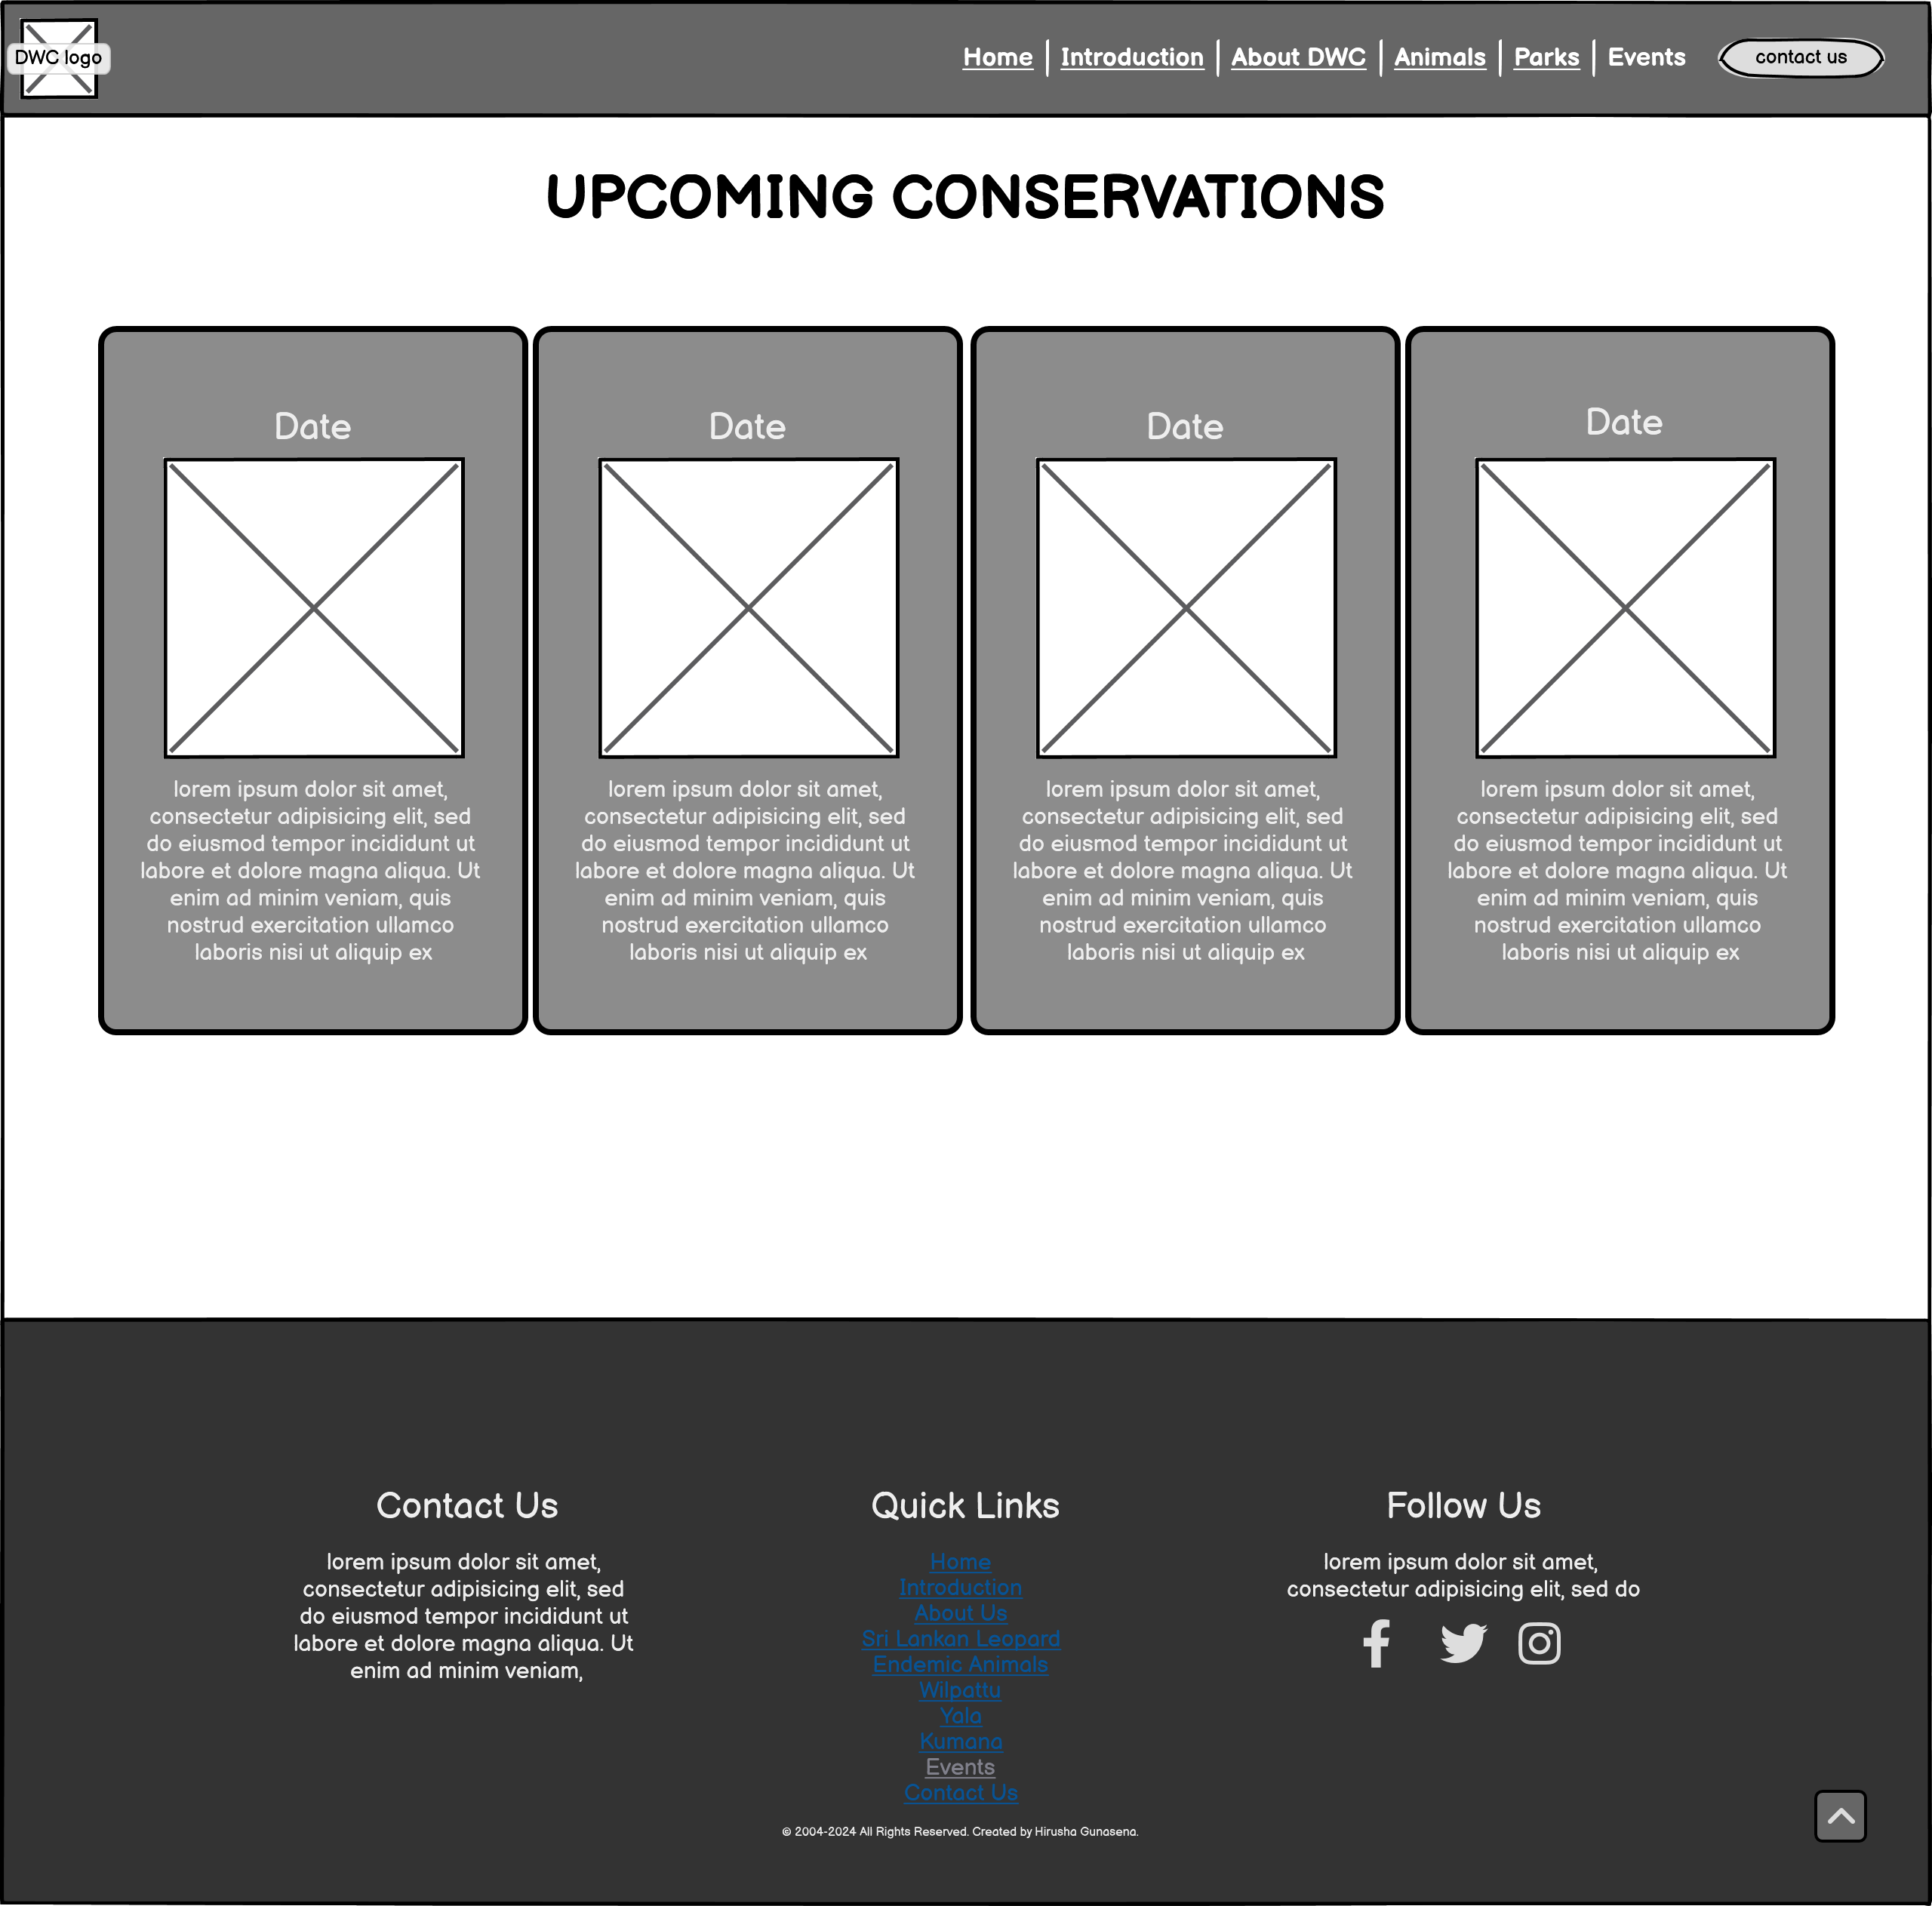 DWC logo
Home Introduction About DWC Animals Parks Events contact us
UPCOMING CONSERVATIONS
Date
lorem ipsum dolor sit amet,
consectetur adipisicing elit, sed
do eiusmod tempor incididunt ut
labore et dolore magna aliqua. Ut
enim ad minim veniam, quis
nostrud exercitation ullamco
laboris nisi ut aliquip ex
Date
lorem ipsum dolor sit amet,
consectetur adipisicing elit, sed
do eiusmod tempor incididunt ut
labore et dolore magna aliqua. Ut
enim ad minim veniam, quis
nostrud exercitation ullamco
laboris nisi ut aliquip ex
Date
lorem ipsum dolor sit amet,
consectetur adipisicing elit, sed
do eiusmod tempor incididunt ut
labore et dolore magna aliqua. Ut
enim ad minim veniam, quis
nostrud exercitation ullamco
laboris nisi ut aliquip ex
Date
lorem ipsum dolor sit amet,
consectetur adipisicing elit, sed
do eiusmod tempor incididunt ut
labore et dolore magna aliqua. Ut
enim ad minim veniam, quis
nostrud exercitation ullamco
laboris nisi ut aliquip ex
Contact Us
lorem ipsum dolor sit amet,
consectetur adipisicing elit, sed
do eiusmod tempor incididunt ut
labore et dolore magna aliqua. Ut
enim ad minim veniam,
Quick Links
Home
Introduction
About Us
Sri Lankan Leopard
Endemic Animals
Wilpattu
Yala
Kumana
Events
Contact Us
Follow Us
lorem ipsum dolor sit amet,
consectetur adipisicing elit, sed do
© 2004-2024 All Rights Reserved. Created by Hirusha Gunasena.